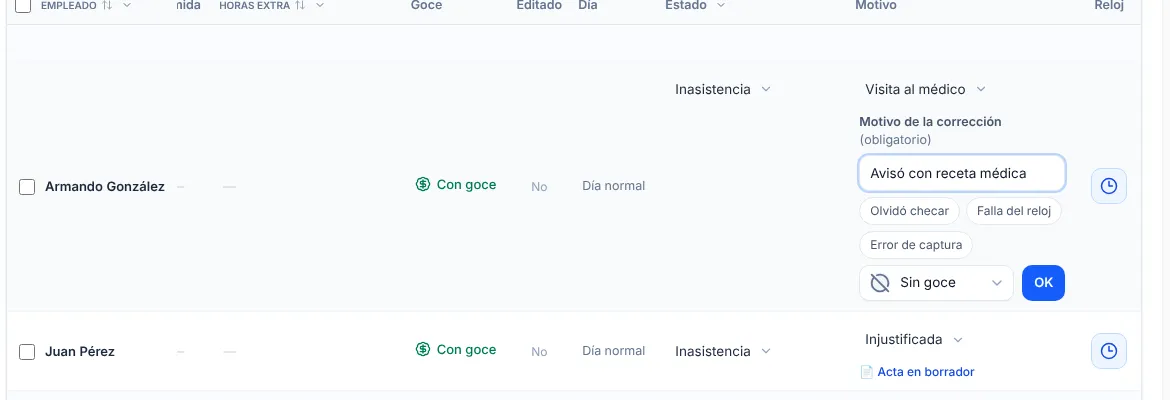 EMPLEADO
nida
HORAS EXTRA
Goce
Editado
Día
Estado
Motivo
Reloj
Inasistencia
Visita al médico
Motivo de la corrección
(obligatorio)
Armando González
–
—
Con goce
No
Día normal
Avisó con receta médica
Olvidó checar
Falla del reloj
Error de captura
Sin goce
OK
Juan Pérez
–
—
Con goce
No
Día normal
Inasistencia
Injustificada
Acta en borrador